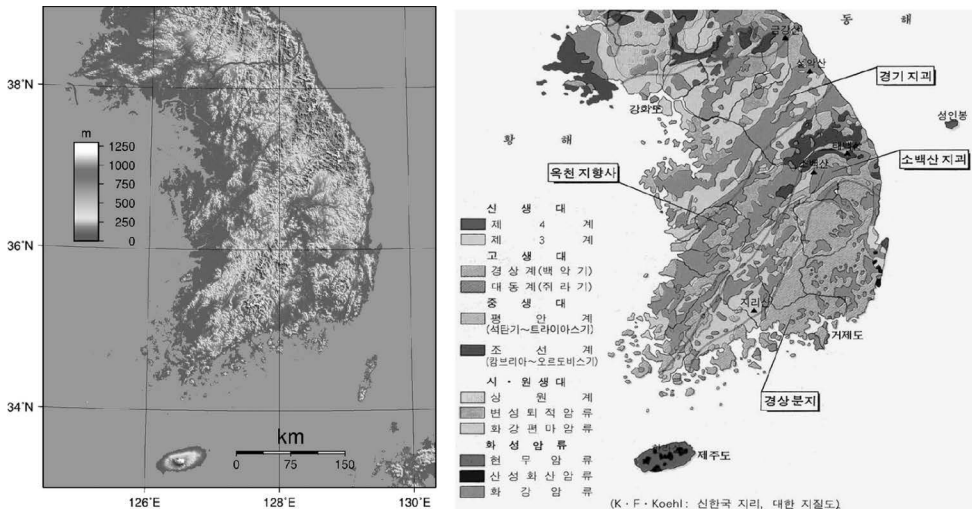 38°N
36°N
34°N
126°E
128°E
130°E
m
1250
1000
750
500
250
0
km
0 75 150
동 해
금강산
설악산
경기 지괴
강화도
성인봉
황 해
태백산
소백산
소백산 지괴
옥천 지향사
신 생 대
제 4 계
제 3 계
고 생 대
경상계(백악기)
대동계(쥐라기)
중 생 대
평 안 계
(석탄기~트라이아스기)
조 선 계
(캄브리아~오르도비스기)
시·원생대
상 원 계
변성퇴적암류
화강편마암류
화 성 암 류
현 무 암 류
산성화산암류
화 강 암 류
지리산
거제도
경상 분지
제주도
(K·F·Koehl: 신한국 지리, 대한 지질도)